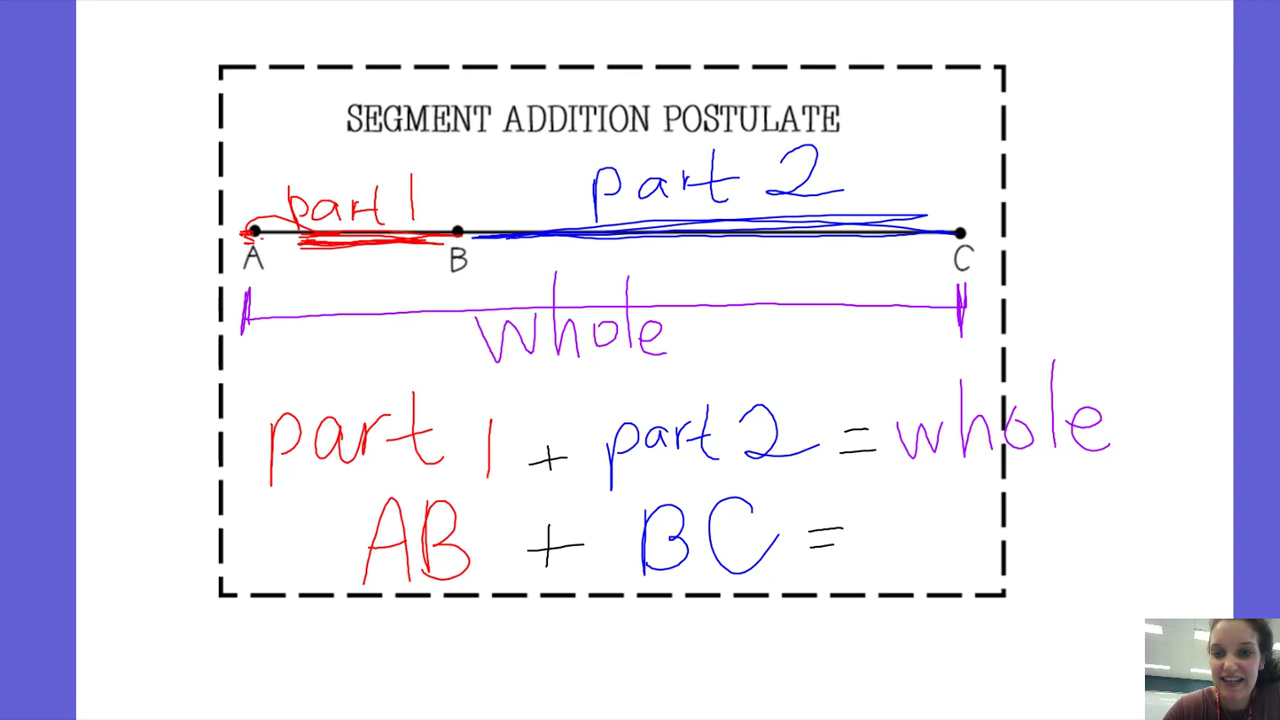 SEGMENT ADDITION POSTULATE
part 1 part 2
A B C
whole
part 1 + part 2 = whole
AB + BC =